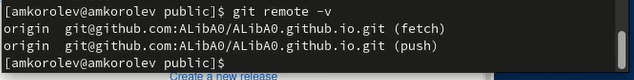 [amkorolev@amkorolev public]$ git remote -v
origin  git@github.com:ALibA0/ALibA0.github.io.git (fetch)
origin  git@github.com:ALibA0/ALibA0.github.io.git (push)
[amkorolev@amkorolev public]$
Create a new release